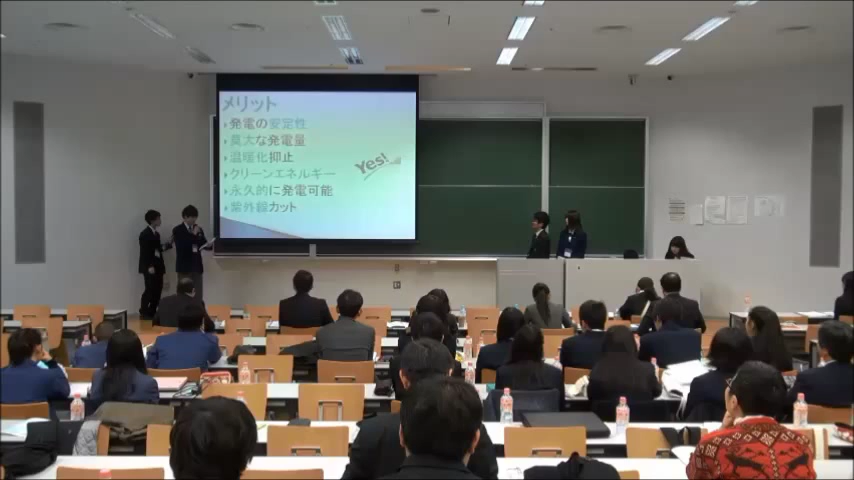 メリット
発電の安定性
莫大な発電量
温暖化抑止
クリーンエネルギー
永久的に発電可能
紫外線カット
Yes!